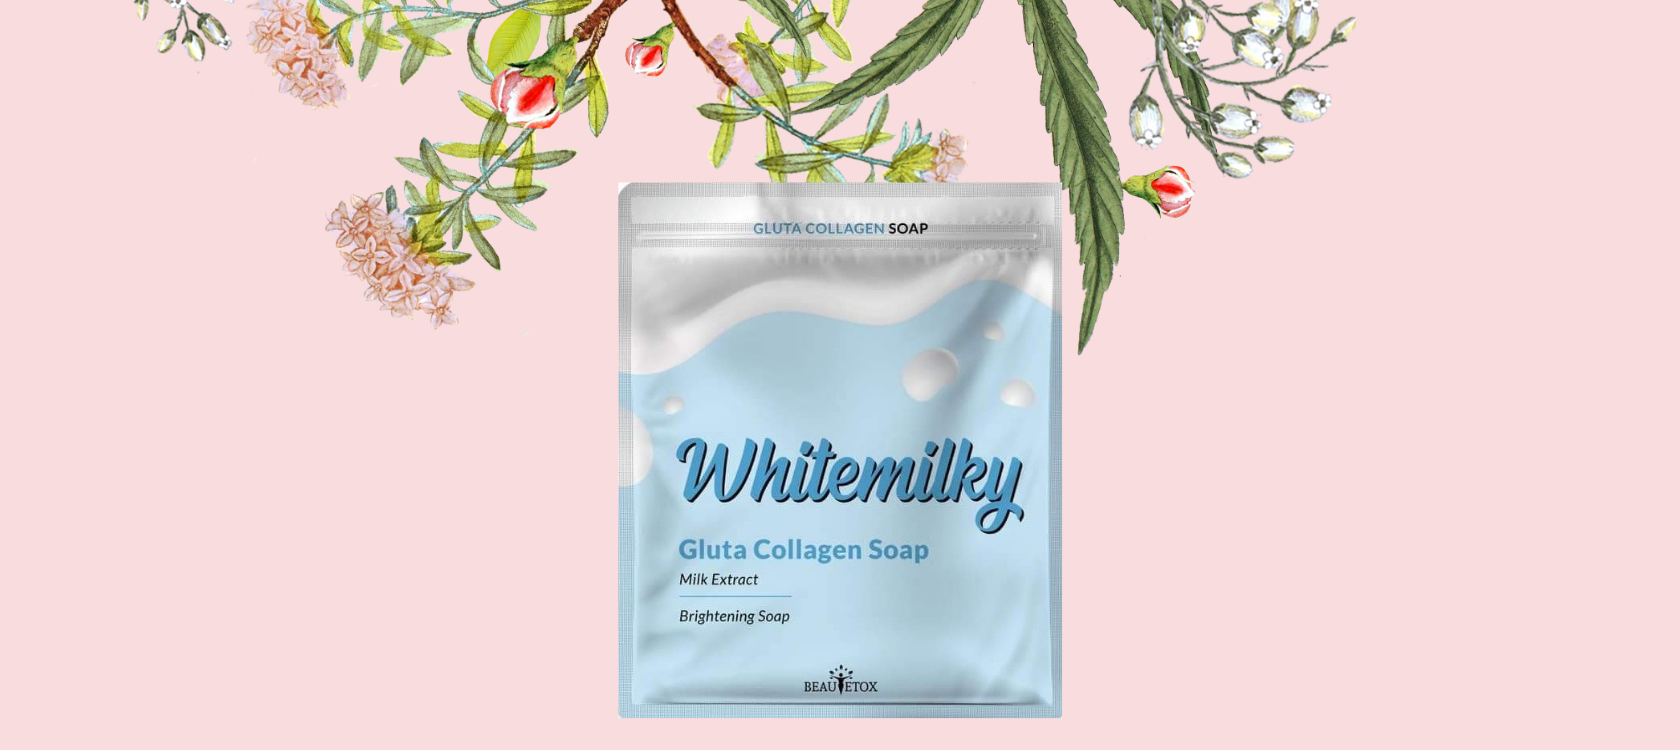 GLUTA COLLAGEN SOAP
Whitemilky
Gluta Collagen Soap
Milk Extract
Brightening Soap
BEAUTETOX